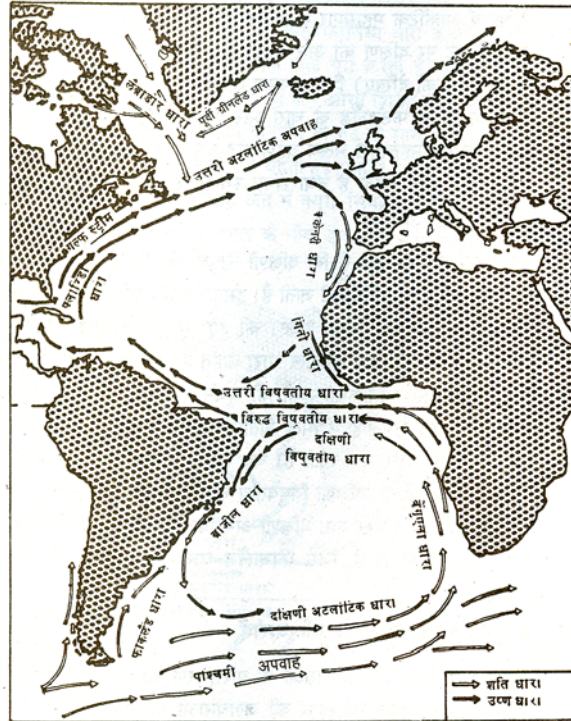 लैब्राडोर धारा
पूर्वी ग्रीनलैंड धारा
उत्तरी अटलांटिक अपवाह
गल्फ स्ट्रीम
फ्लोरिडा
धारा
धारा
गिनी धारा
उत्तरी विषुवतीय धारा
विरुद्ध विषुवतीय धारा
दक्षिणी
विषुवतीय धारा
ब्राजील धारा
बेंगुएला धारा
फाकलैंड धारा
दक्षिणी अटलांटिक धारा
पश्चिमी अपवाह
शति धारा
उष्ण धारा